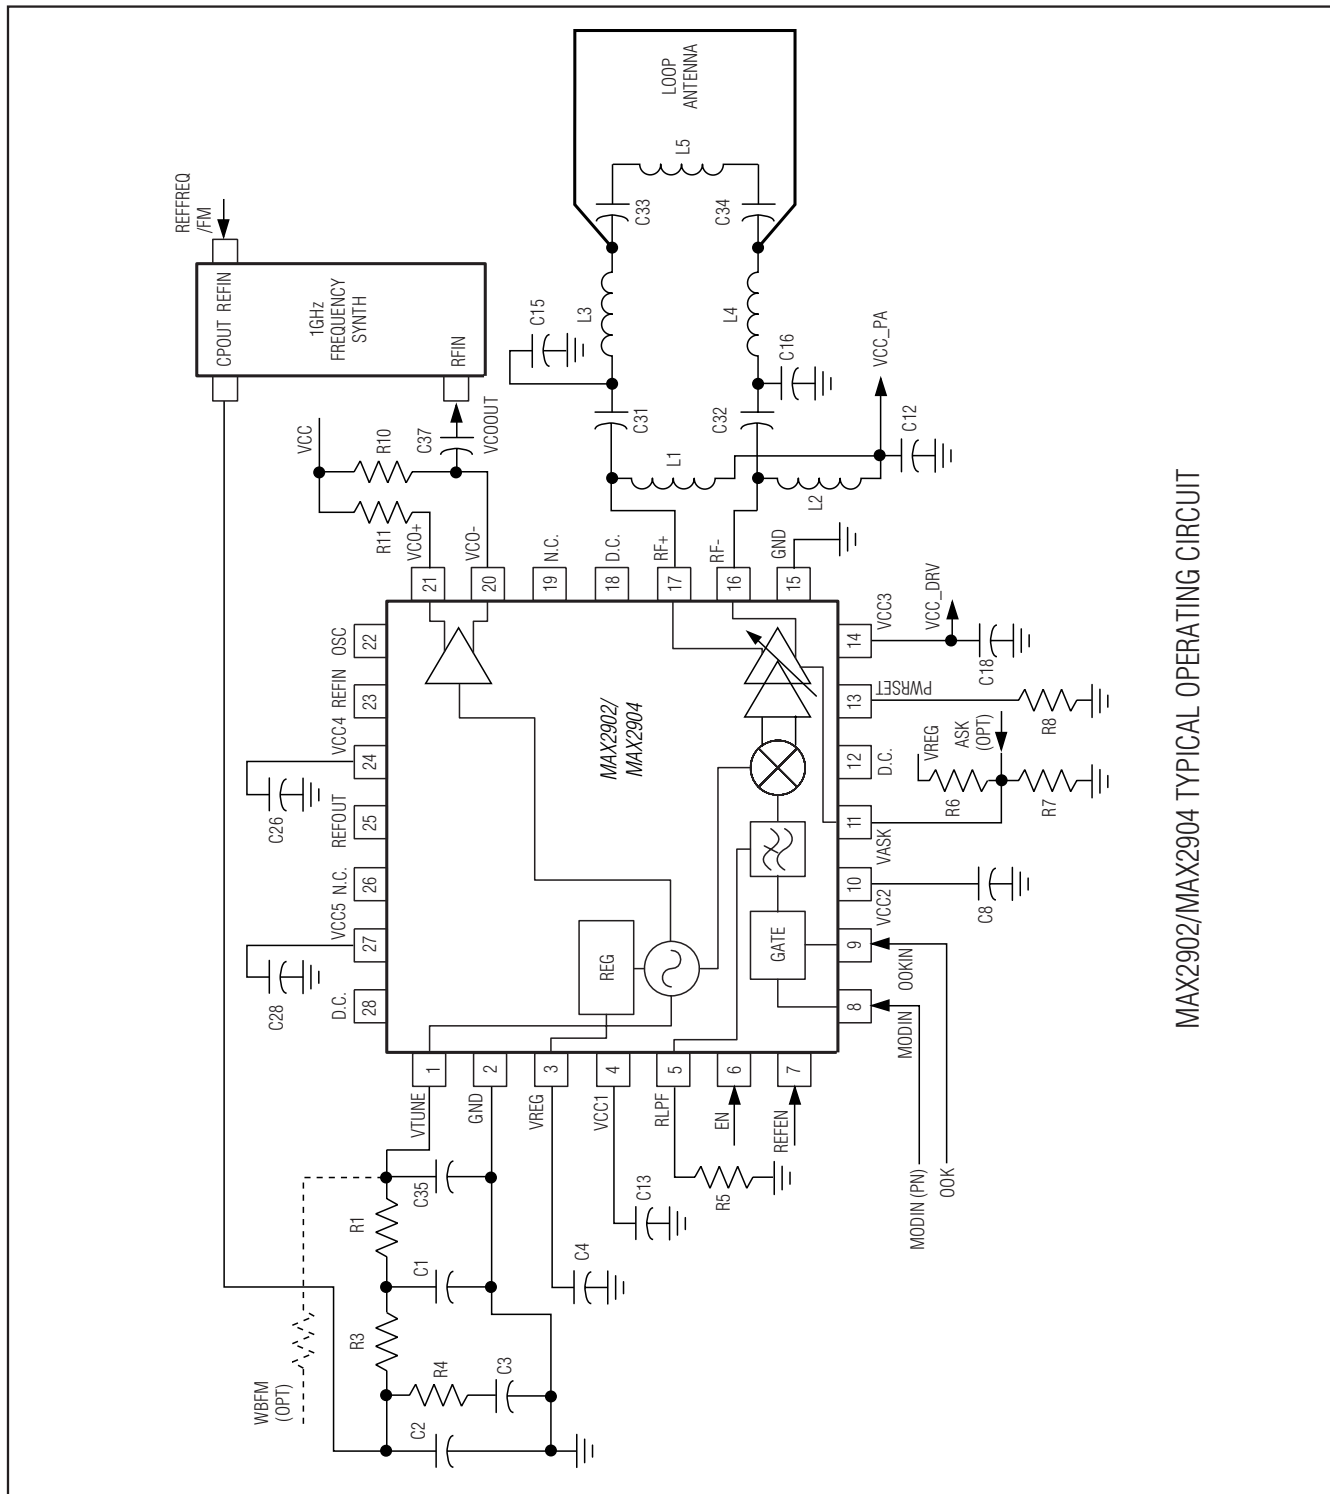 LOOP
ANTENNA
L5
C33
C34
REFFREQ
/FM
CPOUT REFIN
1GHz
FREQUENCY
SYNTH
RFIN
L3
L4
C15
C16
VCC_PA
C31
C32
C12
L1
L2
VCC
R10
R11
C37
VCOOUT
VCO+
VCO-
N.C.
D.C.
RF+
RF-
GND
21
20
19
18
17
16
15
22
OSC
23
REFIN
24
VCC4
25
REFOUT
26
N.C.
27
VCC5
28
D.C.
C26
C28
MAX2902/
MAX2904
REG
GATE
14
VCC3
VCC_DRV
C18
13
PWRSET
R8
12
D.C.
VREG
ASK
(OPT)
R6
R7
11
VASK
10
VCC2
C8
9
OOKIN
8
MODIN
1
2
3
4
5
6
7
VTUNE
GND
VREG
VCC1
RLPF
EN
REFEN
MODIN (PN)
OOK
R5
C13
C4
C35
R1
C1
R3
R4
C3
C2
WBFM
(OPT)
MAX2902/MAX2904 TYPICAL OPERATING CIRCUIT